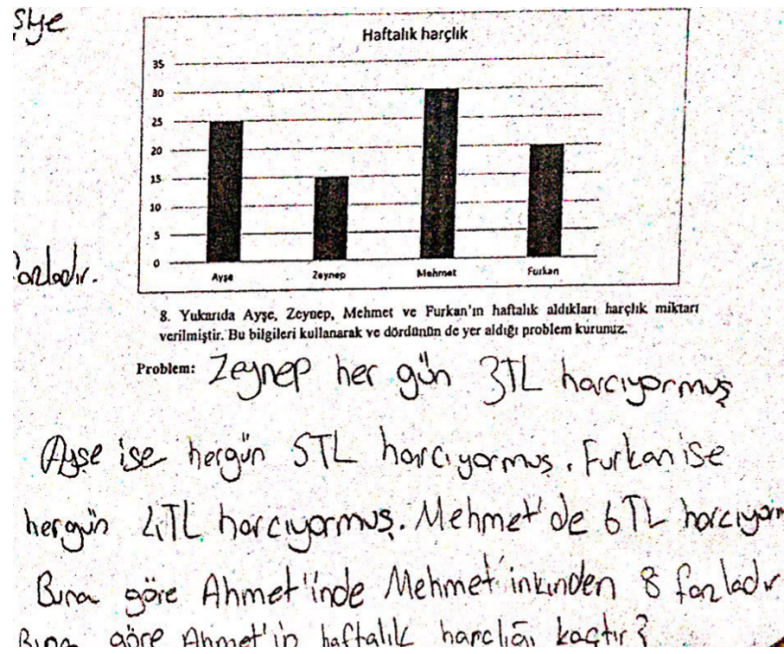 şye
Haftalık harçlık
35
30
25
20
15
10
5
0
Ayşe Zeynep Mehmet Furkan
fazladır.
8. Yukarıda Ayşe, Zeynep, Mehmet ve Furkan'ın haftalık aldıkları harçlık miktarı
verilmiştir. Bu bilgileri kullanarak ve dördünün de yer aldığı problem kurunuz.
Problem: Zeynep her gün 3TL harcıyormuş
Ayşe ise hergün 5TL harcıyormuş. Furkan ise
hergün 4TL harcıyormuş. Mehmet'de 6TL harcıyorm
Buna göre Ahmet'inde Mehmet'inkinden 8 fazladır
Buna göre Ahmet'in haftalık harçlığı kaçtır?